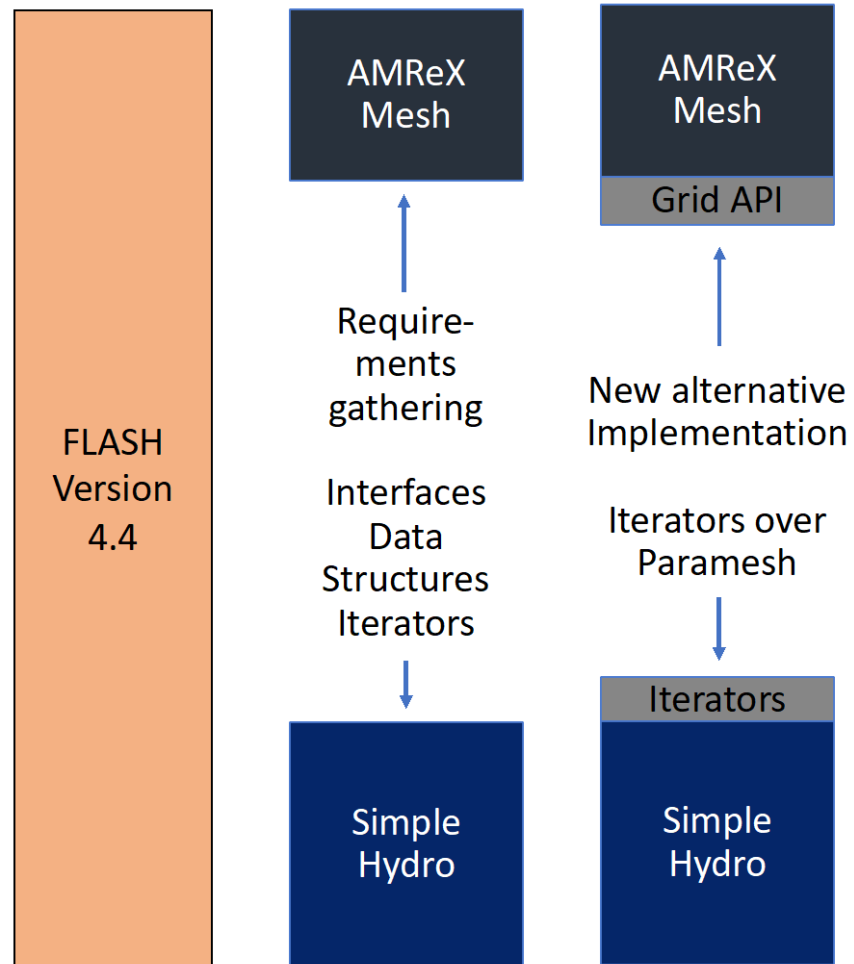 FLASH
Version
4.4
AMReX
Mesh
Require-
ments
gathering
Interfaces
Data
Structures
Iterators
Simple
Hydro
AMReX
Mesh
Grid API
New alternative
Implementation
Iterators over
Paramesh
Iterators
Simple
Hydro